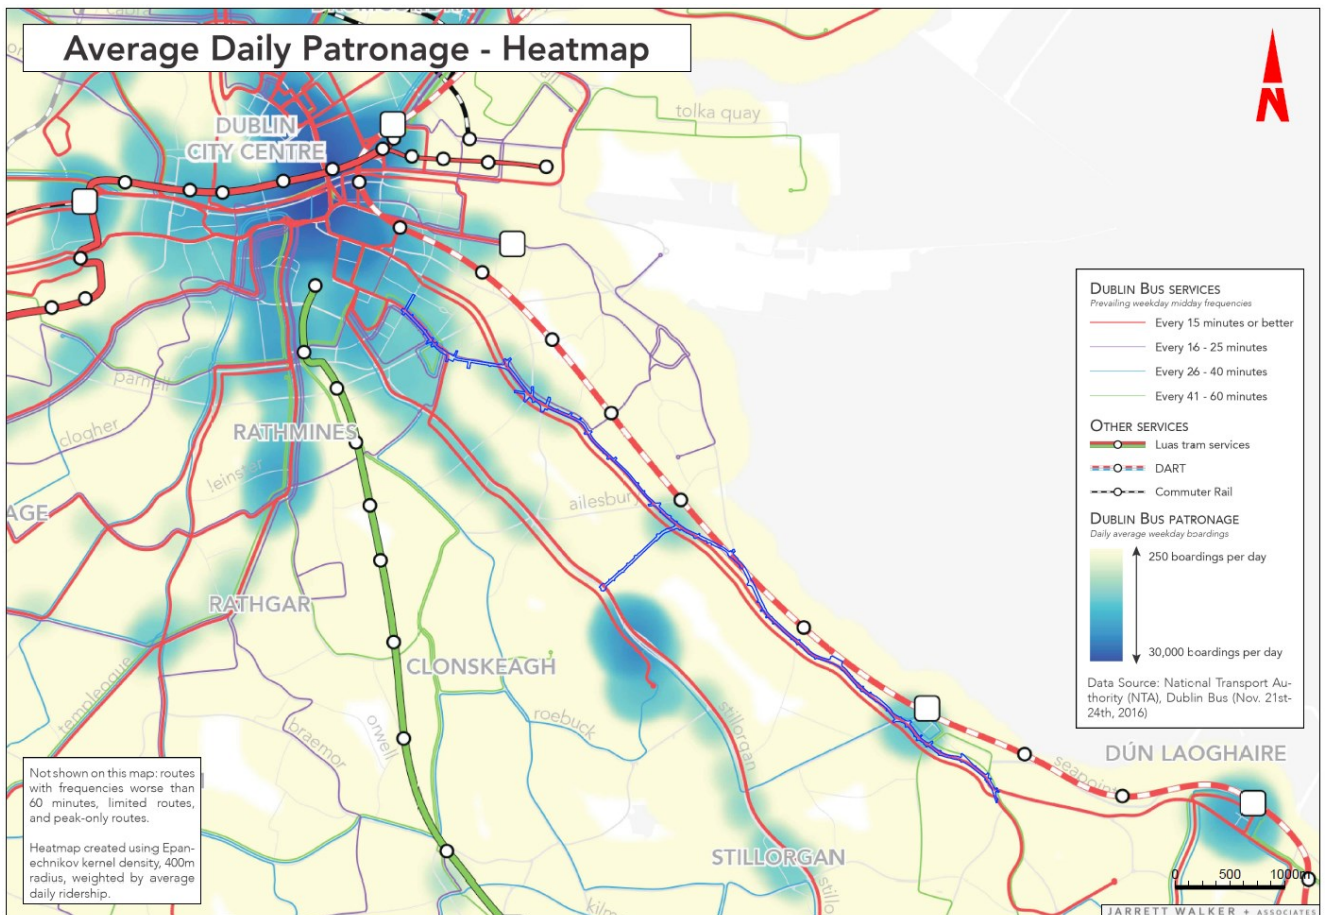 Average Daily Patronage - Heatmap
N
tolka quay
DUBLIN
CITY CENTRE
DUBLIN BUS SERVICES
Prevailing weekday midday frequencies
Every 15 minutes or better
Every 16 - 25 minutes
Every 26 - 40 minutes
Every 41 - 60 minutes
OTHER SERVICES
Luas tram services
DART
Commuter Rail
DUBLIN BUS PATRONAGE
Daily average weekday boardings
250 boardings per day
30,000 boardings per day
Data Source: National Transport Au-
thority (NTA), Dublin Bus (Nov. 21st-
24th, 2016)
parnell
clogher
RATHMINES
leinster
AGE
ailesbury
RATHGAR
templeogue
CLONSKEAGH
braemor
orwell
roebuck
stillorgan
seapoint
DÚN LAOGHAIRE
STILLORGAN
stillo
kilm
Not shown on this map: routes
with frequencies worse than
60 minutes, limited routes,
and peak-only routes.
Heatmap created using Epan-
echnikov kernel density, 400m
radius, weighted by average
daily ridership.
0 500 1000m
JARRETT WALKER + ASSOCIATES